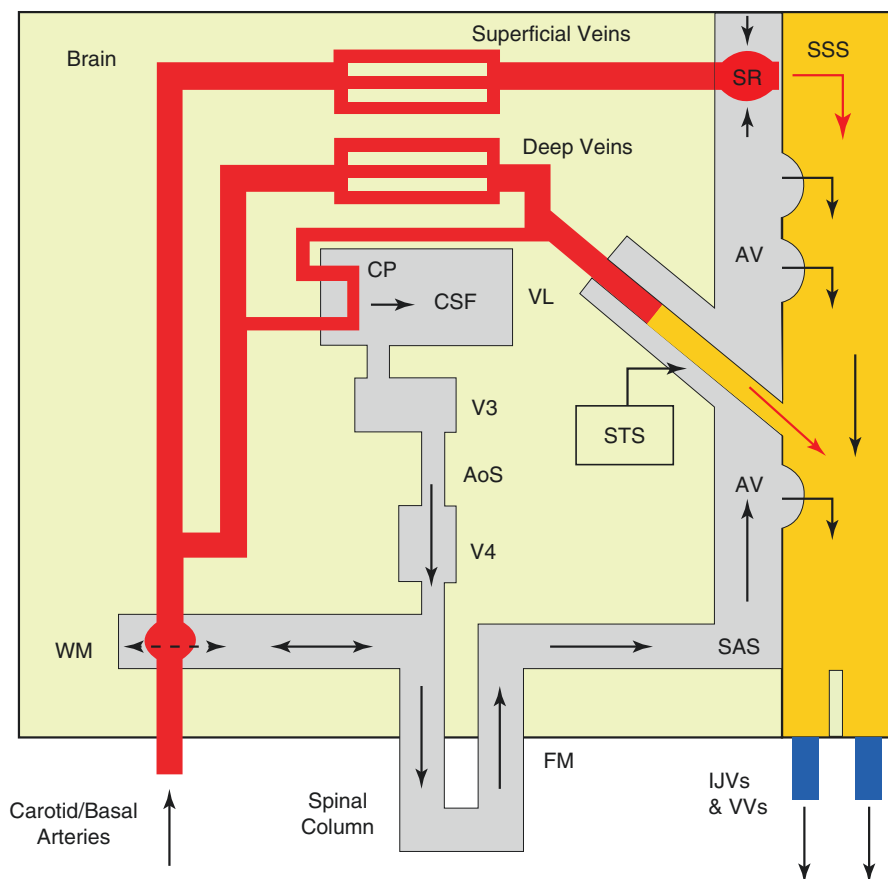 Superficial Veins
Brain
SR
SSS
Deep Veins
CP
CSF
VL
AV
V3
STS
AoS
AV
V4
WM
SAS
FM
Carotid/Basal
Arteries
Spinal
Column
IJVs
& VVs